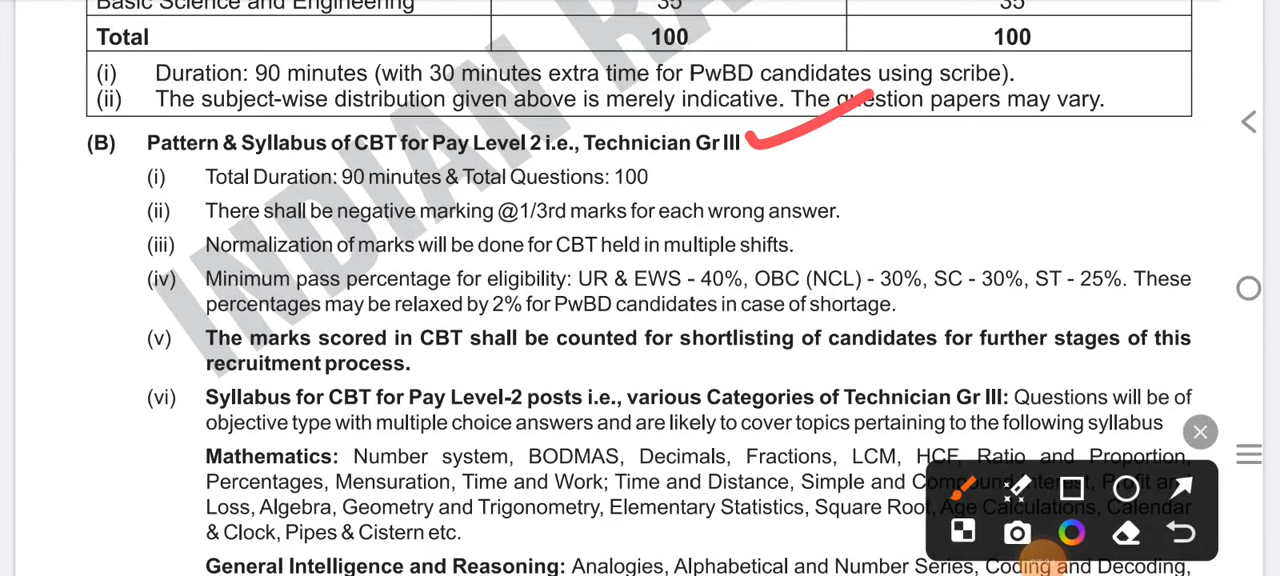 Basic Science and Engineering 35 35
Total 100 100
(i) Duration: 90 minutes (with 30 minutes extra time for PwBD candidates using scribe).
(ii) The subject-wise distribution given above is merely indicative. The question papers may vary.
(B) Pattern & Syllabus of CBT for Pay Level 2 i.e., Technician Gr III
(i) Total Duration: 90 minutes & Total Questions: 100
(ii) There shall be negative marking @1/3rd marks for each wrong answer.
(iii) Normalization of marks will be done for CBT held in multiple shifts.
(iv) Minimum pass percentage for eligibility: UR & EWS - 40%, OBC (NCL) - 30%, SC - 30%, ST - 25%. These
percentages may be relaxed by 2% for PwBD candidates in case of shortage.
(v) The marks scored in CBT shall be counted for shortlisting of candidates for further stages of this
recruitment process.
(vi) Syllabus for CBT for Pay Level-2 posts i.e., various Categories of Technician Gr III: Questions will be of
objective type with multiple choice answers and are likely to cover topics pertaining to the following syllabus
Mathematics: Number system, BODMAS, Decimals, Fractions, LCM, HCF, Ratio and Proportion,
Percentages, Mensuration, Time and Work; Time and Distance, Simple and Compound Interest, Profit and
Loss, Algebra, Geometry and Trigonometry, Elementary Statistics, Square Root, Age Calculations, Calendar
& Clock, Pipes & Cistern etc.
General Intelligence and Reasoning: Analogies, Alphabetical and Number Series, Coding and Decoding,
INDIAN RA